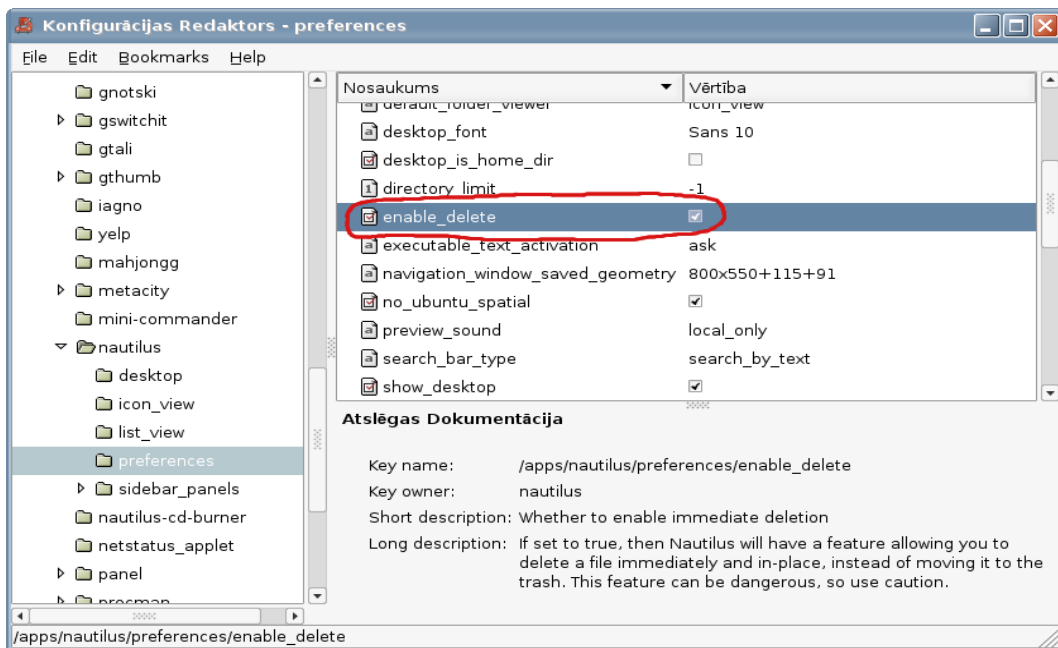 Konfigurācijas Redaktors - preferences
File Edit Bookmarks Help
gnotski
gswitchit
gtali
gthumb
iagno
yelp
mahjongg
metacity
mini-commander
nautilus
desktop
icon_view
list_view
preferences
sidebar_panels
nautilus-cd-burner
netstatus_applet
panel
procman
Nosaukums Vērtība
default_folder_viewer icon_view
desktop_font Sans 10
desktop_is_home_dir
directory_limit -1
enable_delete
executable_text_activation ask
navigation_window_saved_geometry 800x550+115+91
no_ubuntu_spatial
preview_sound local_only
search_bar_type search_by_text
show_desktop
Atslēgas Dokumentācija
Key name: /apps/nautilus/preferences/enable_delete
Key owner: nautilus
Short description: Whether to enable immediate deletion
Long description: If set to true, then Nautilus will have a feature allowing you to
delete a file immediately and in-place, instead of moving it to the
trash. This feature can be dangerous, so use caution.
/apps/nautilus/preferences/enable_delete